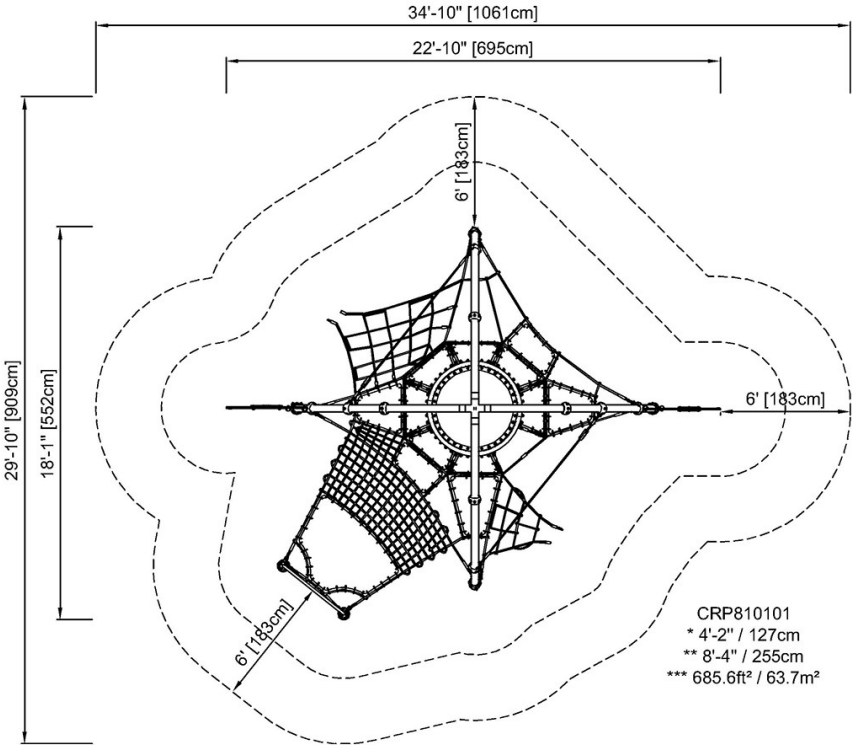 34'-10" [1061cm]
22'-10" [695cm]
6' [183cm]
29'-10" [909cm]
18'-1" [552cm]
6' [183cm]
6' [183cm]
CRP810101
* 4'-2" / 127cm
** 8'-4" / 255cm
*** 685.6ft² / 63.7m²